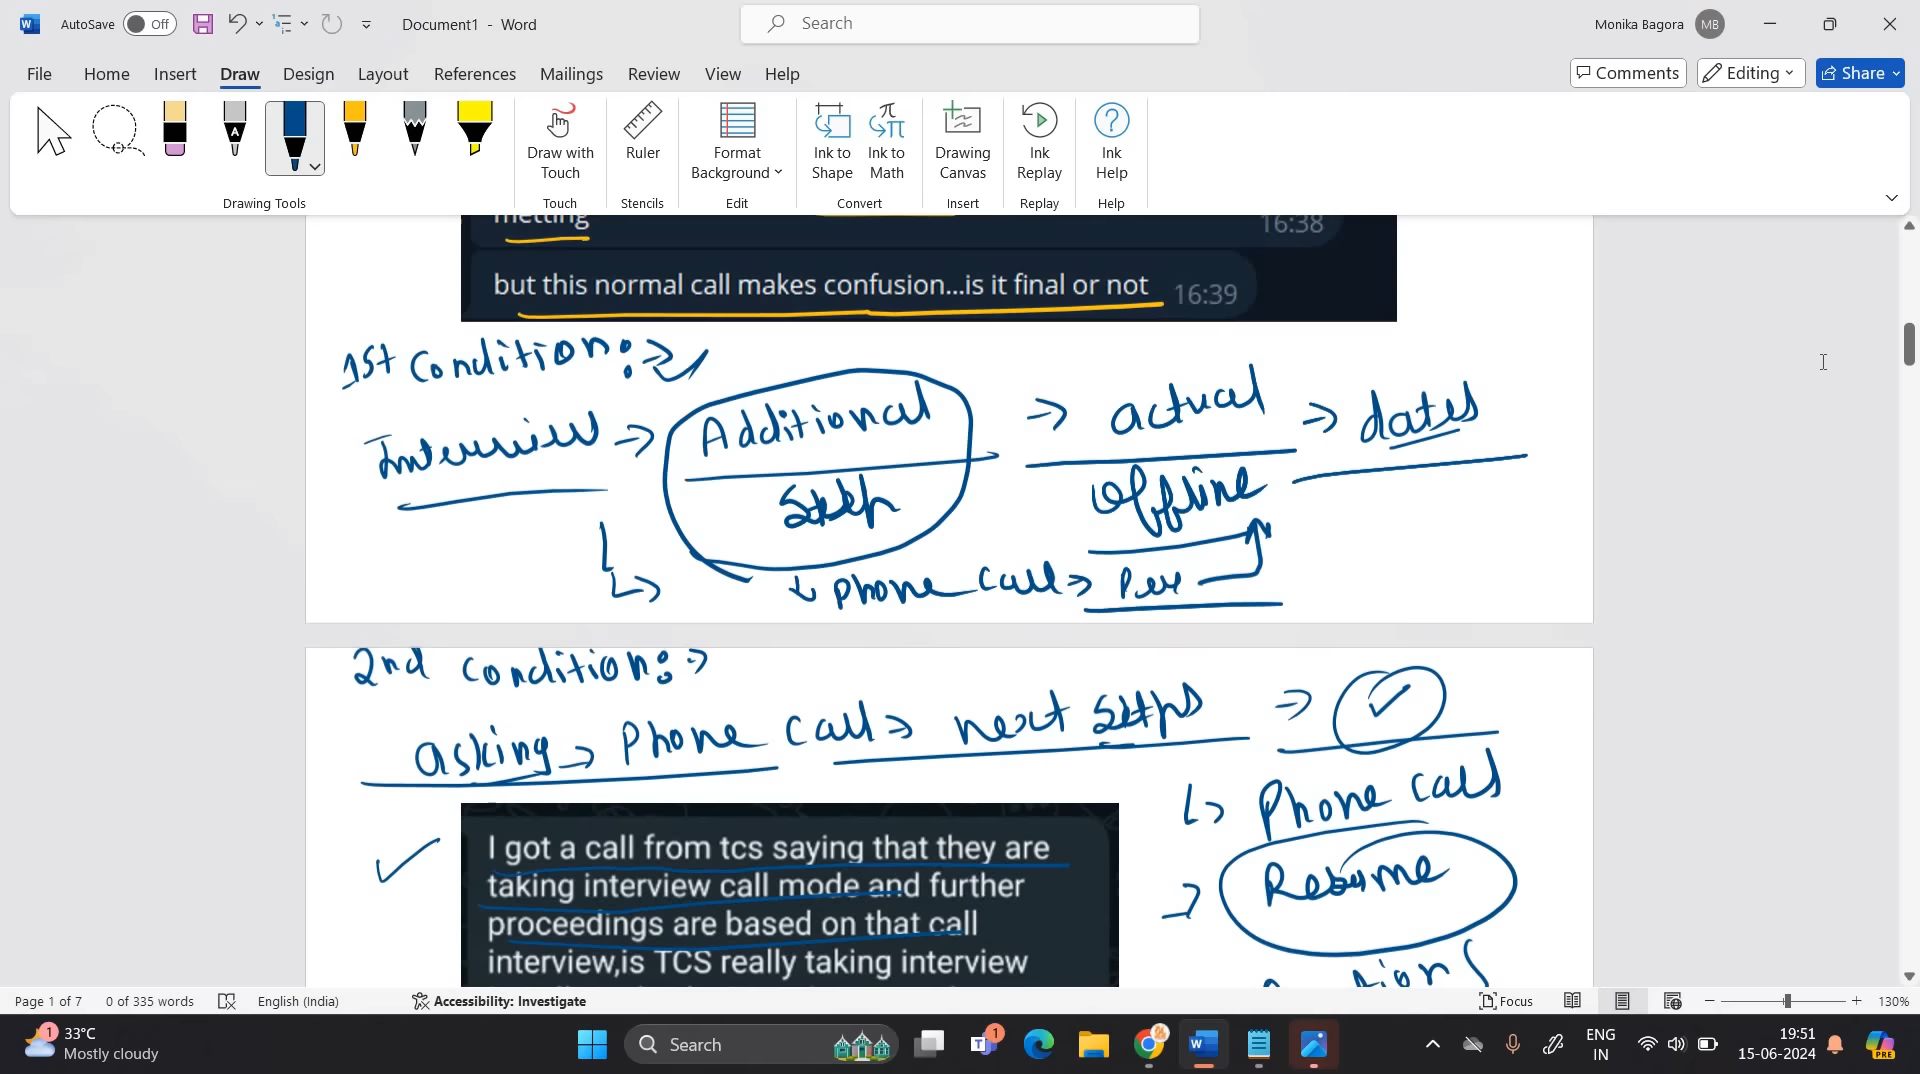 AutoSave Off Document1 - Word Search Monika Bagora MB
File Home Insert Draw Design Layout References Mailings Review View Help Comments Editing Share
Draw with Touch Ruler Format Background Ink to Shape Ink to Math Drawing Canvas Ink Replay Ink Help
Drawing Tools Touch Stencils Edit Convert Insert Replay Help
metting 16:38
but this normal call makes confusion...is it final or not 16:39
1st Condition:→
Interview → Additional → actual → dates
offline
↓ phone call →
2nd condition:→
asking → Phone call → next →
↳ Phone call
I got a call from tcs saying that they are
taking interview call mode and further
→ Resume
proceedings are based on that call
interview,is TCS really taking interview
Page 1 of 7 0 of 335 words English (India) Accessibility: Investigate Focus 130%
1 33°C
Mostly cloudy
Search 1 ENG
IN
19:51
15-06-2024
PRE